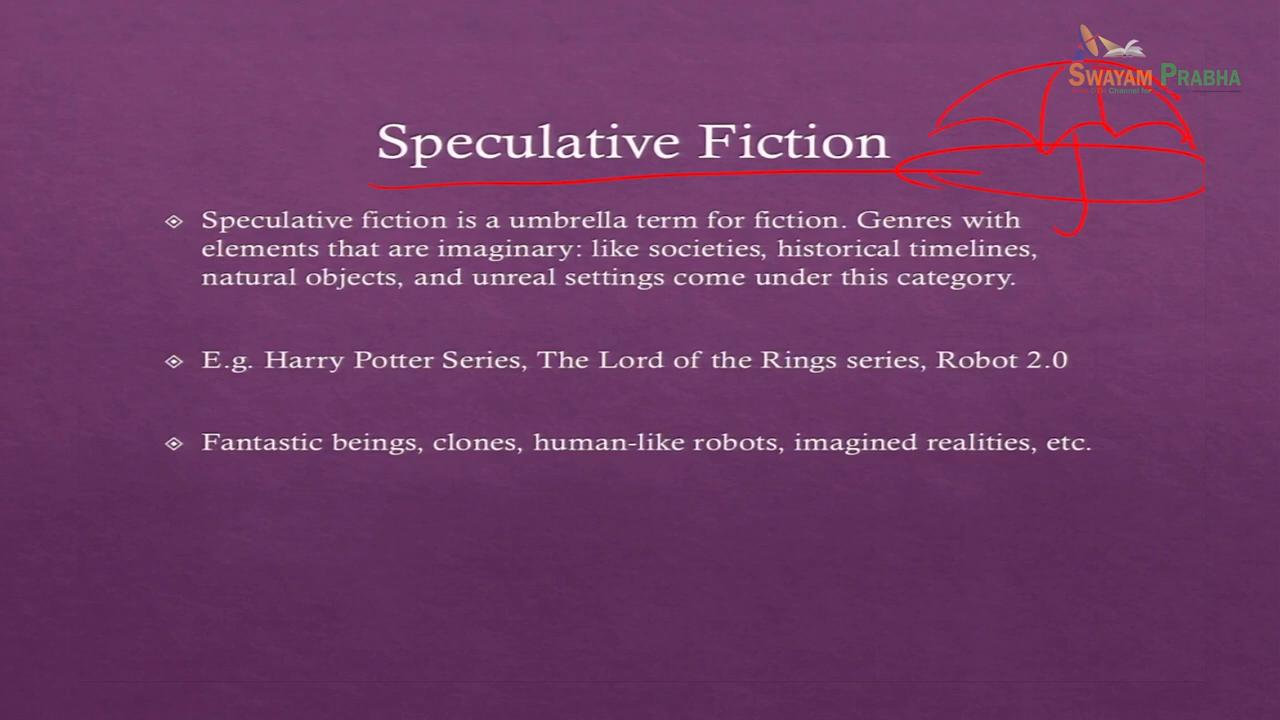 SWAYAM PRABHA
Speculative Fiction
Speculative fiction is a umbrella term for fiction. Genres with
elements that are imaginary: like societies, historical timelines,
natural objects, and unreal settings come under this category.
E.g. Harry Potter Series, The Lord of the Rings series, Robot 2.0
Fantastic beings, clones, human-like robots, imagined realities, etc.